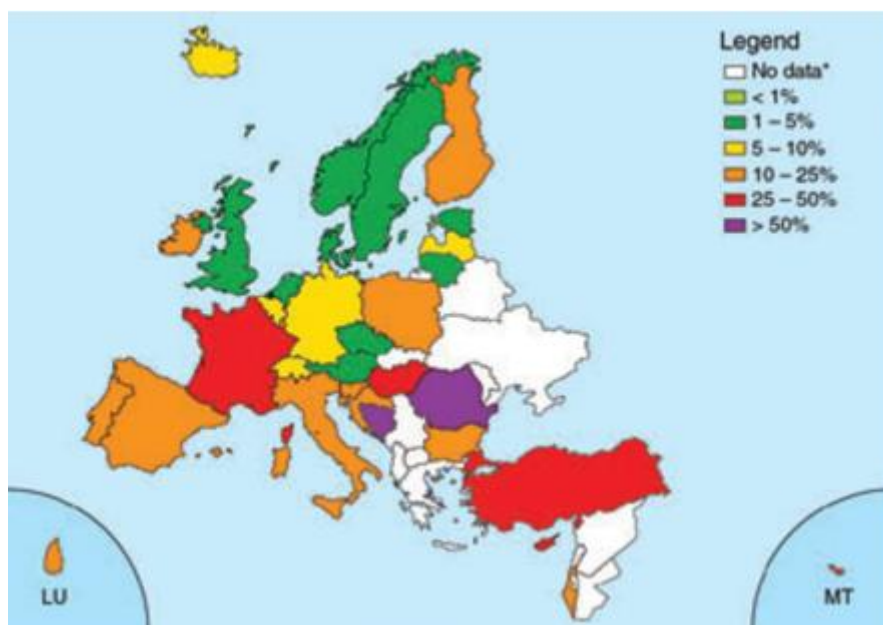 Legend
No data*
< 1%
1 – 5%
5 – 10%
10 – 25%
25 – 50%
> 50%
LU
MT